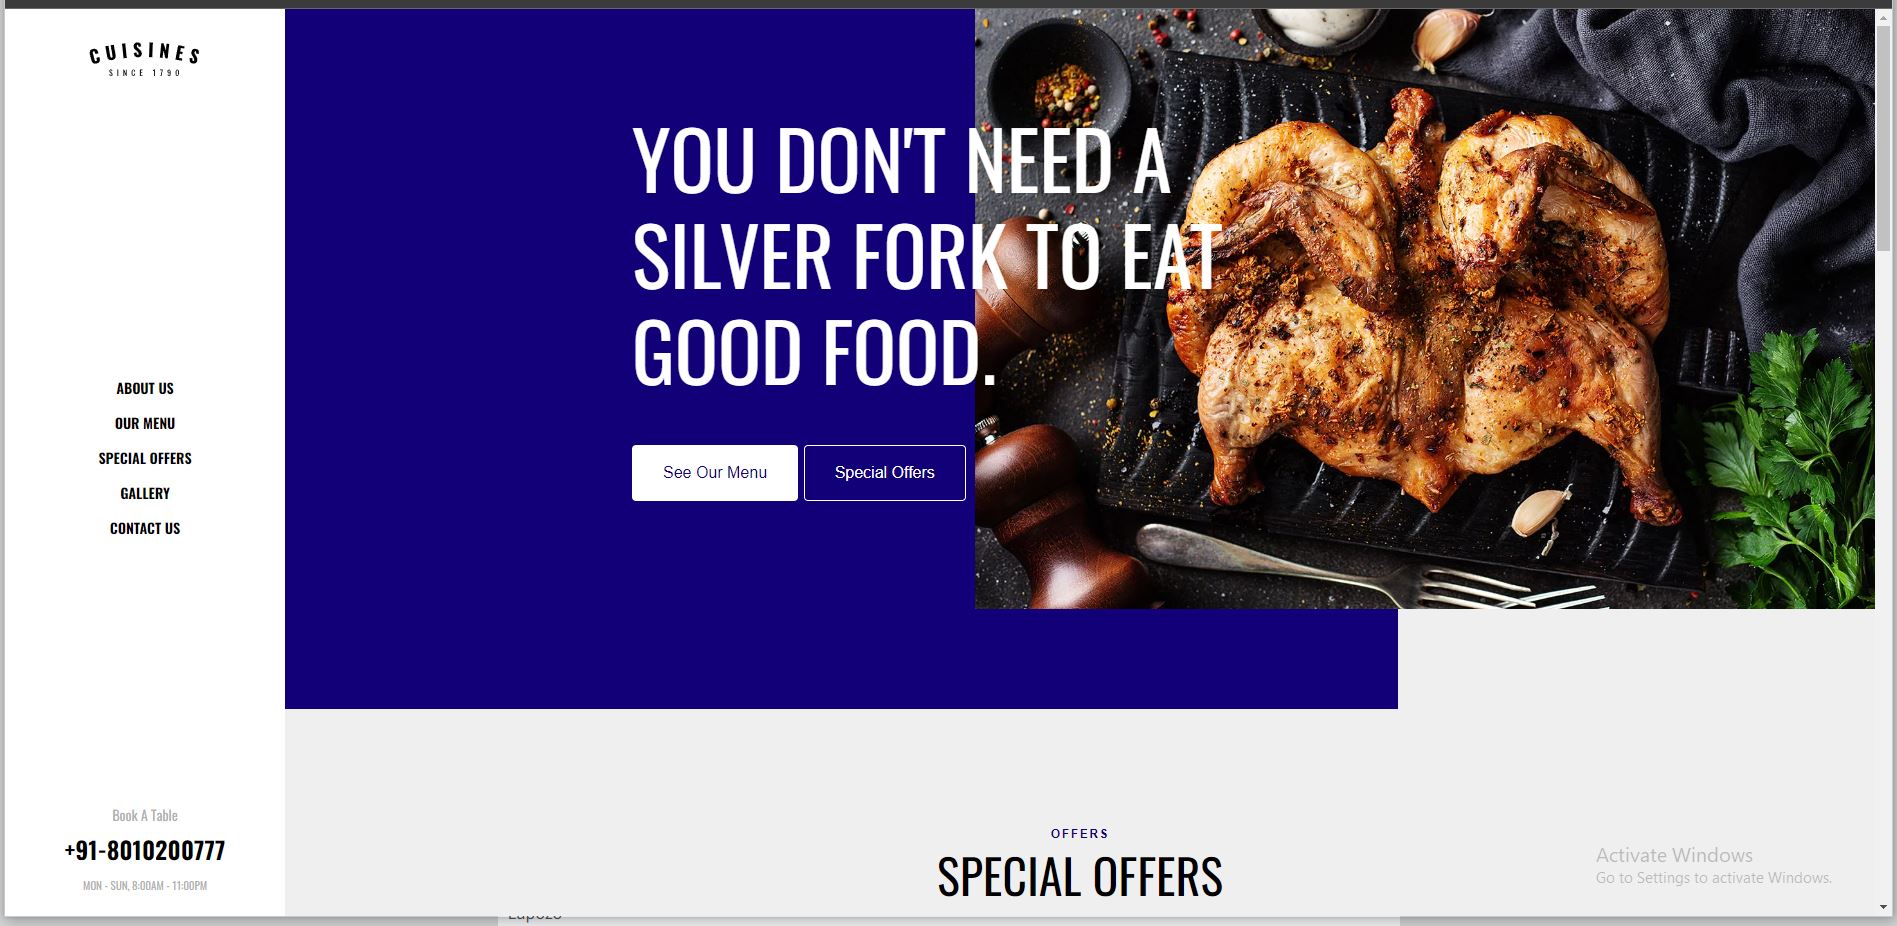 CUISINES
SINCE 1790
ABOUT US
OUR MENU
SPECIAL OFFERS
GALLERY
CONTACT US
Book A Table
+91-8010200777
MON - SUN, 8:00AM - 11:00PM
YOU DON'T NEED A
SILVER FORK TO EAT
GOOD FOOD.
See Our Menu
Special Offers
OFFERS
SPECIAL OFFERS
Activate Windows
Go to Settings to activate Windows.